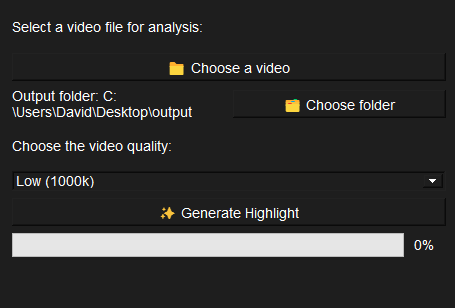 Select a video file for analysis:
📁 Choose a video
Output folder: C:
\Users\David\Desktop\output
🗂️ Choose folder
Choose the video quality:
Low (1000k)
✨ Generate Highlight
0%